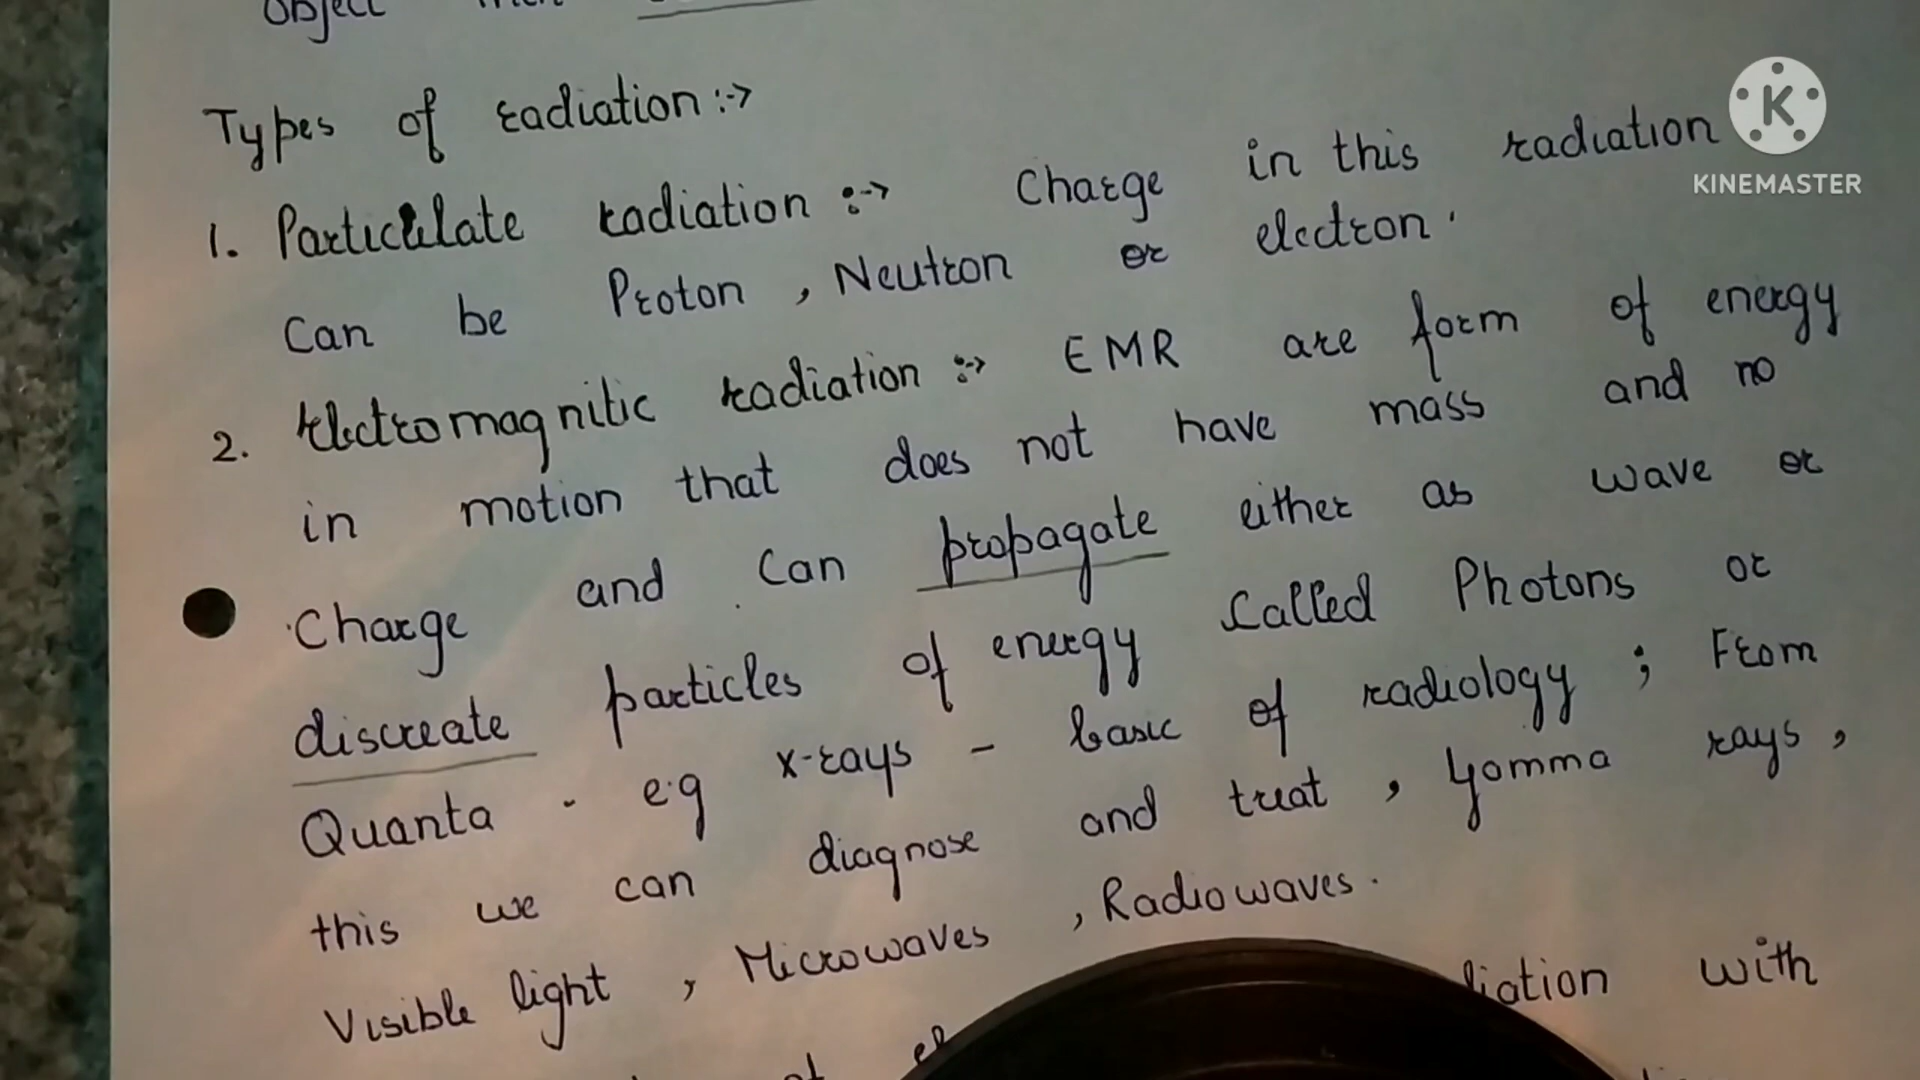 Object
Types of radiation :->
1. Particulate radiation :-> Charge in this radiation
Can be Proton , Neutron or electron .
2. Electromagnitic radiation :-> EMR are form of energy
in motion that does not have mass and no
Charge and can propagate either as wave or
discreate particles of energy Called Photons or
Quanta . e.g x-rays - basic of radiology ; From
this we can diagnose and treat , Yomma rays ,
Visible light , Microwaves , Radiowaves .
liation with
KINEMASTER